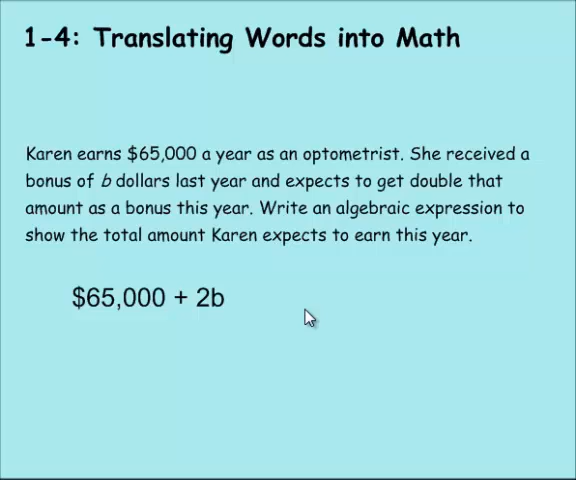 1-4: Translating Words into Math
Karen earns $65,000 a year as an optometrist. She received a
bonus of b dollars last year and expects to get double that
amount as a bonus this year. Write an algebraic expression to
show the total amount Karen expects to earn this year.
$65,000 + 2b